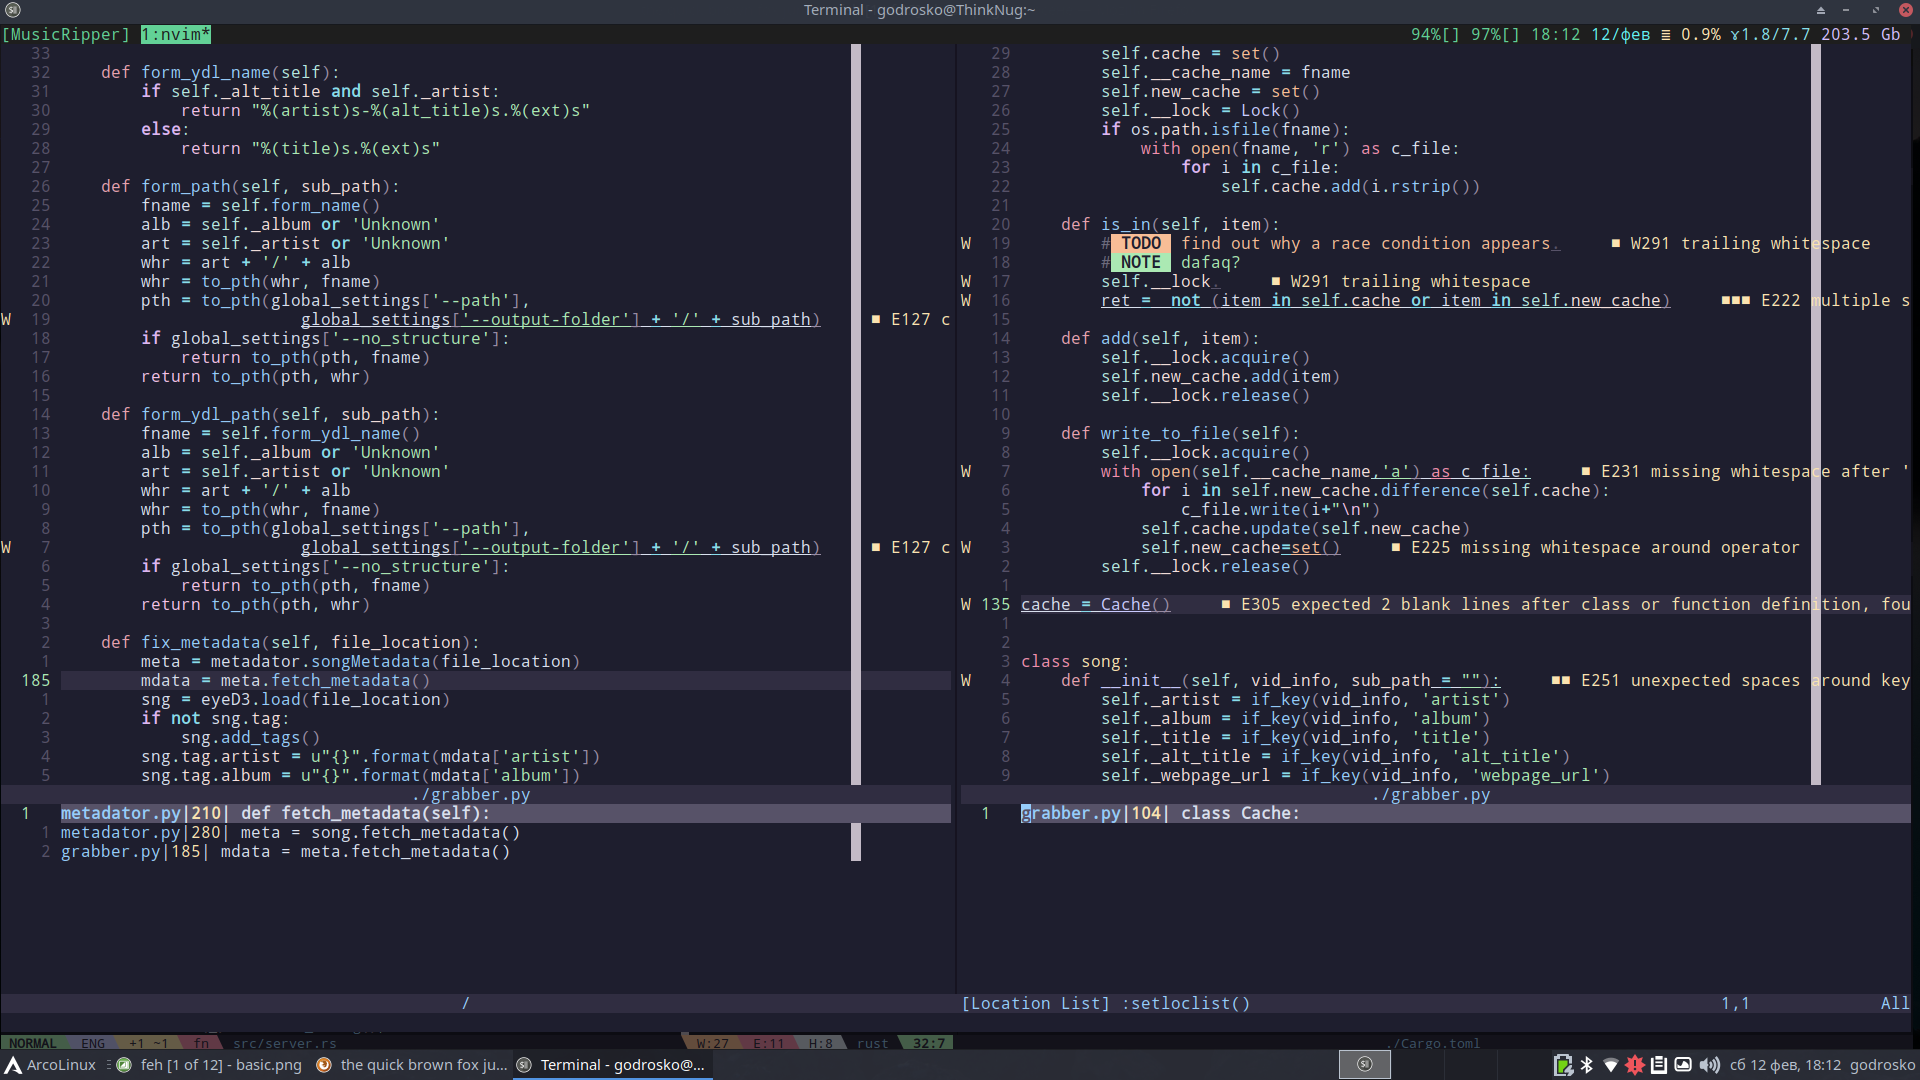 Terminal - godrosko@ThinkNug:~
[MusicRipper] 1:nvim*
94%[] 97%[] 18:12 12/фев ≣ 0.9% ɤ1.8/7.7 203.5 Gb
33
32     def form_ydl_name(self):
31         if self._alt_title and self._artist:
30             return "%(artist)s-%(alt_title)s.%(ext)s"
29         else:
28             return "%(title)s.%(ext)s"
27
26     def form_path(self, sub_path):
25         fname = self.form_name()
24         alb = self._album or 'Unknown'
23         art = self._artist or 'Unknown'
22         whr = art + '/' + alb
21         whr = to_pth(whr, fname)
20         pth = to_pth(global_settings['--path'],
W 19                         global_settings['--output-folder'] + '/' + sub_path)     ■ E127 c
18         if global_settings['--no_structure']:
17             return to_pth(pth, fname)
16         return to_pth(pth, whr)
15
14     def form_ydl_path(self, sub_path):
13         fname = self.form_ydl_name()
12         alb = self._album or 'Unknown'
11         art = self._artist or 'Unknown'
10         whr = art + '/' + alb
9         whr = to_pth(whr, fname)
8         pth = to_pth(global_settings['--path'],
W 7                         global_settings['--output-folder'] + '/' + sub_path)     ■ E127 c
6         if global_settings['--no_structure']:
5             return to_pth(pth, fname)
4         return to_pth(pth, whr)
3
2     def fix_metadata(self, file_location):
1         meta = metadator.songMetadata(file_location)
185         mdata = meta.fetch_metadata()
1         sng = eyeD3.load(file_location)
2         if not sng.tag:
3             sng.add_tags()
4         sng.tag.artist = u"{}".format(mdata['artist'])
5         sng.tag.album = u"{}".format(mdata['album'])
./grabber.py
1 metadator.py|210| def fetch_metadata(self):
1 metadator.py|280| meta = song.fetch_metadata()
2 grabber.py|185| mdata = meta.fetch_metadata()
/
29         self.cache = set()
28         self.__cache_name = fname
27         self.new_cache = set()
26         self.__lock = Lock()
25         if os.path.isfile(fname):
24             with open(fname, 'r') as c_file:
23                 for i in c_file:
22                     self.cache.add(i.rstrip())
21
20     def is_in(self, item):
W 19         # TODO find out why a race condition appears.     ■ W291 trailing whitespace
18         # NOTE dafaq?
W 17         self.__lock.     ■ W291 trailing whitespace
W 16         ret =  not (item in self.cache or item in self.new_cache)     ■■■ E222 multiple s
15
14     def add(self, item):
13         self.__lock.acquire()
12         self.new_cache.add(item)
11         self.__lock.release()
10
9     def write_to_file(self):
8         self.__lock.acquire()
W 7         with open(self.__cache_name,'a') as c_file:     ■ E231 missing whitespace after '
6             for i in self.new_cache.difference(self.cache):
5                 c_file.write(i+"\n")
4             self.cache.update(self.new_cache)
W 3             self.new_cache=set()     ■ E225 missing whitespace around operator
2         self.__lock.release()
1
W 135 cache = Cache()     ■ E305 expected 2 blank lines after class or function definition, fou
1
2
3 class song:
W 4     def __init__(self, vid_info, sub_path = ""):     ■■ E251 unexpected spaces around key
5         self._artist = if_key(vid_info, 'artist')
6         self._album = if_key(vid_info, 'album')
7         self._title = if_key(vid_info, 'title')
8         self._alt_title = if_key(vid_info, 'alt_title')
9         self._webpage_url = if_key(vid_info, 'webpage_url')
./grabber.py
1 grabber.py|104| class Cache:
[Location List] :setloclist() 1,1 All
NORMAL ENG +1 ~1 fn src/server.rs W:27 E:11 H:8 rust 32:7 ./Cargo.toml
ArcoLinux feh [1 of 12] - basic.png the quick brown fox ju... Terminal - godrosko@... сб 12 фев, 18:12 godrosko